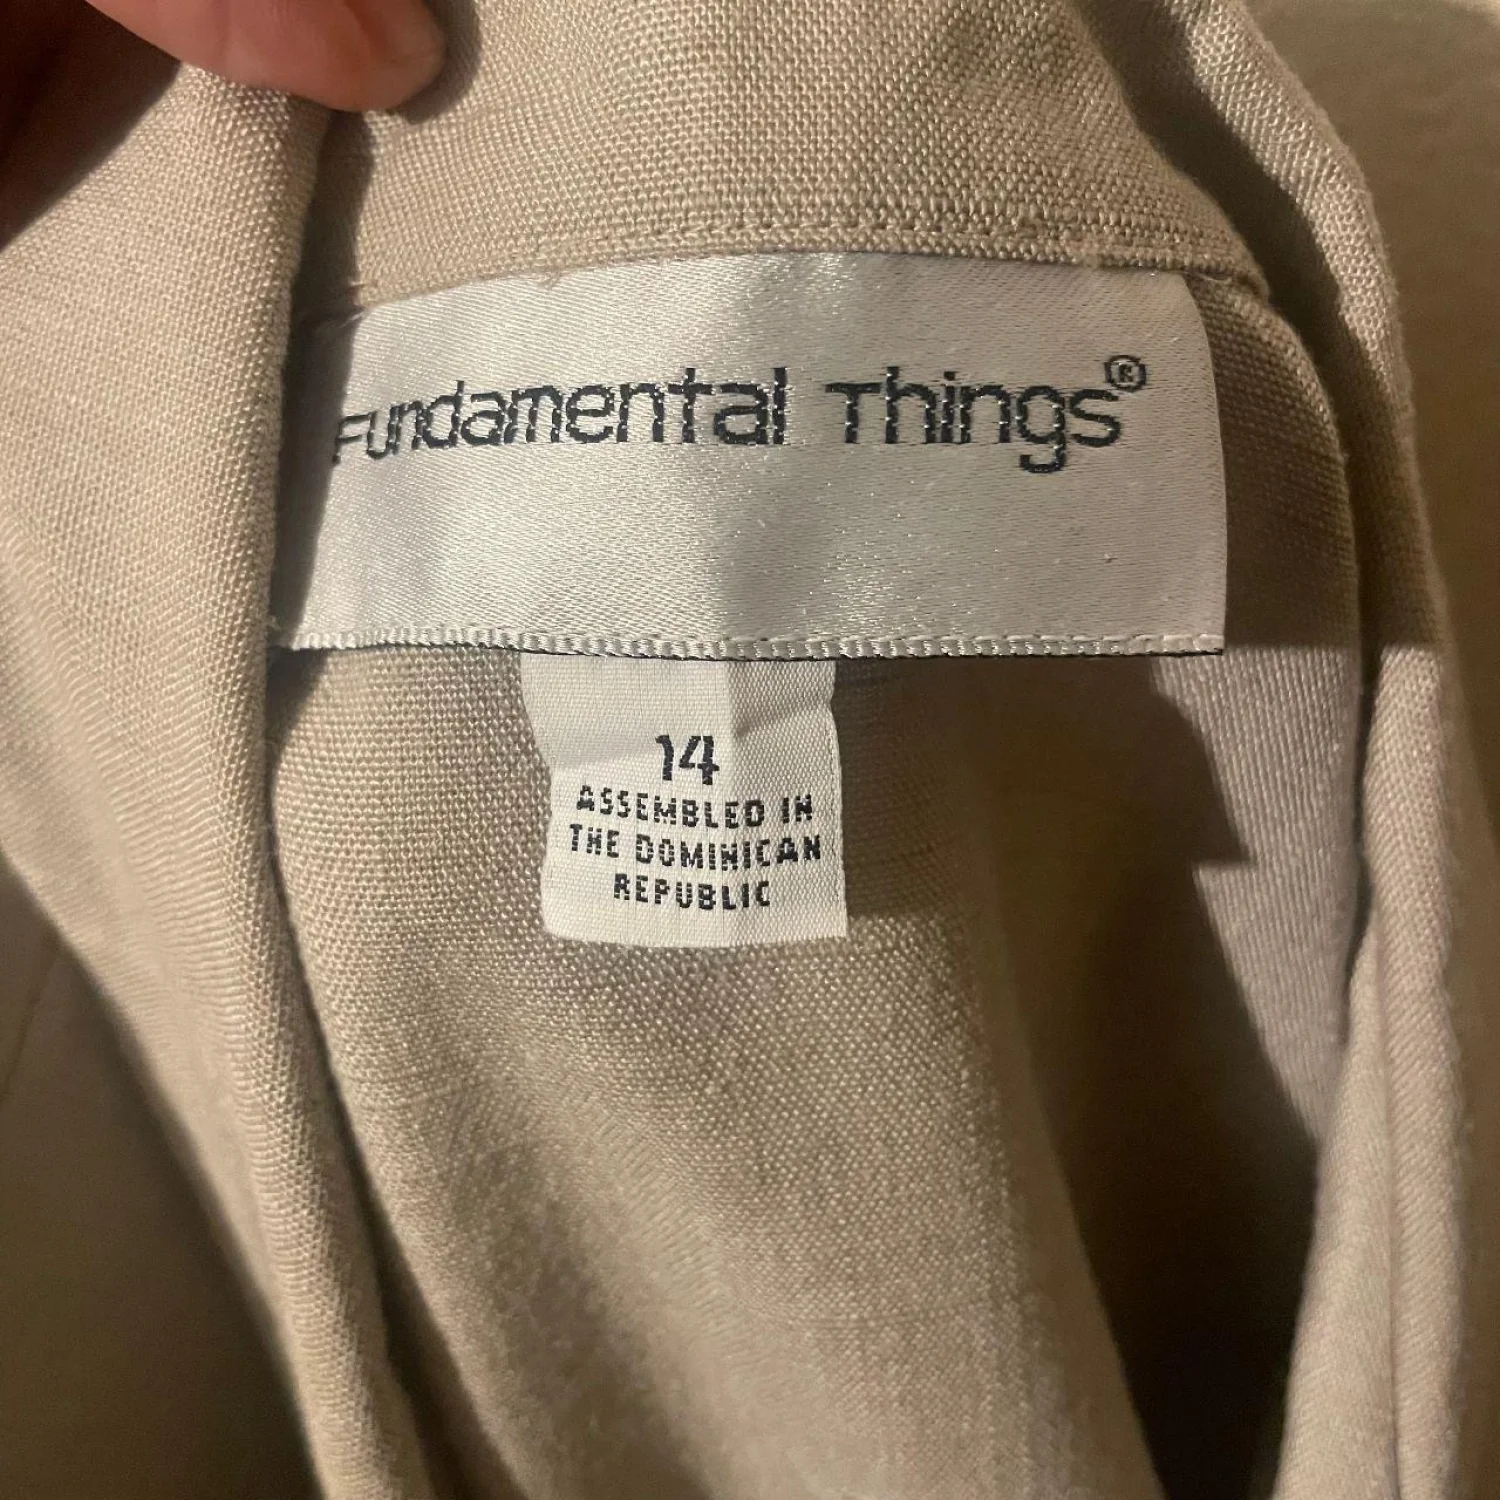 Fundamental Things®
14
ASSEMBLED IN
THE DOMINICAN
REPUBLIC